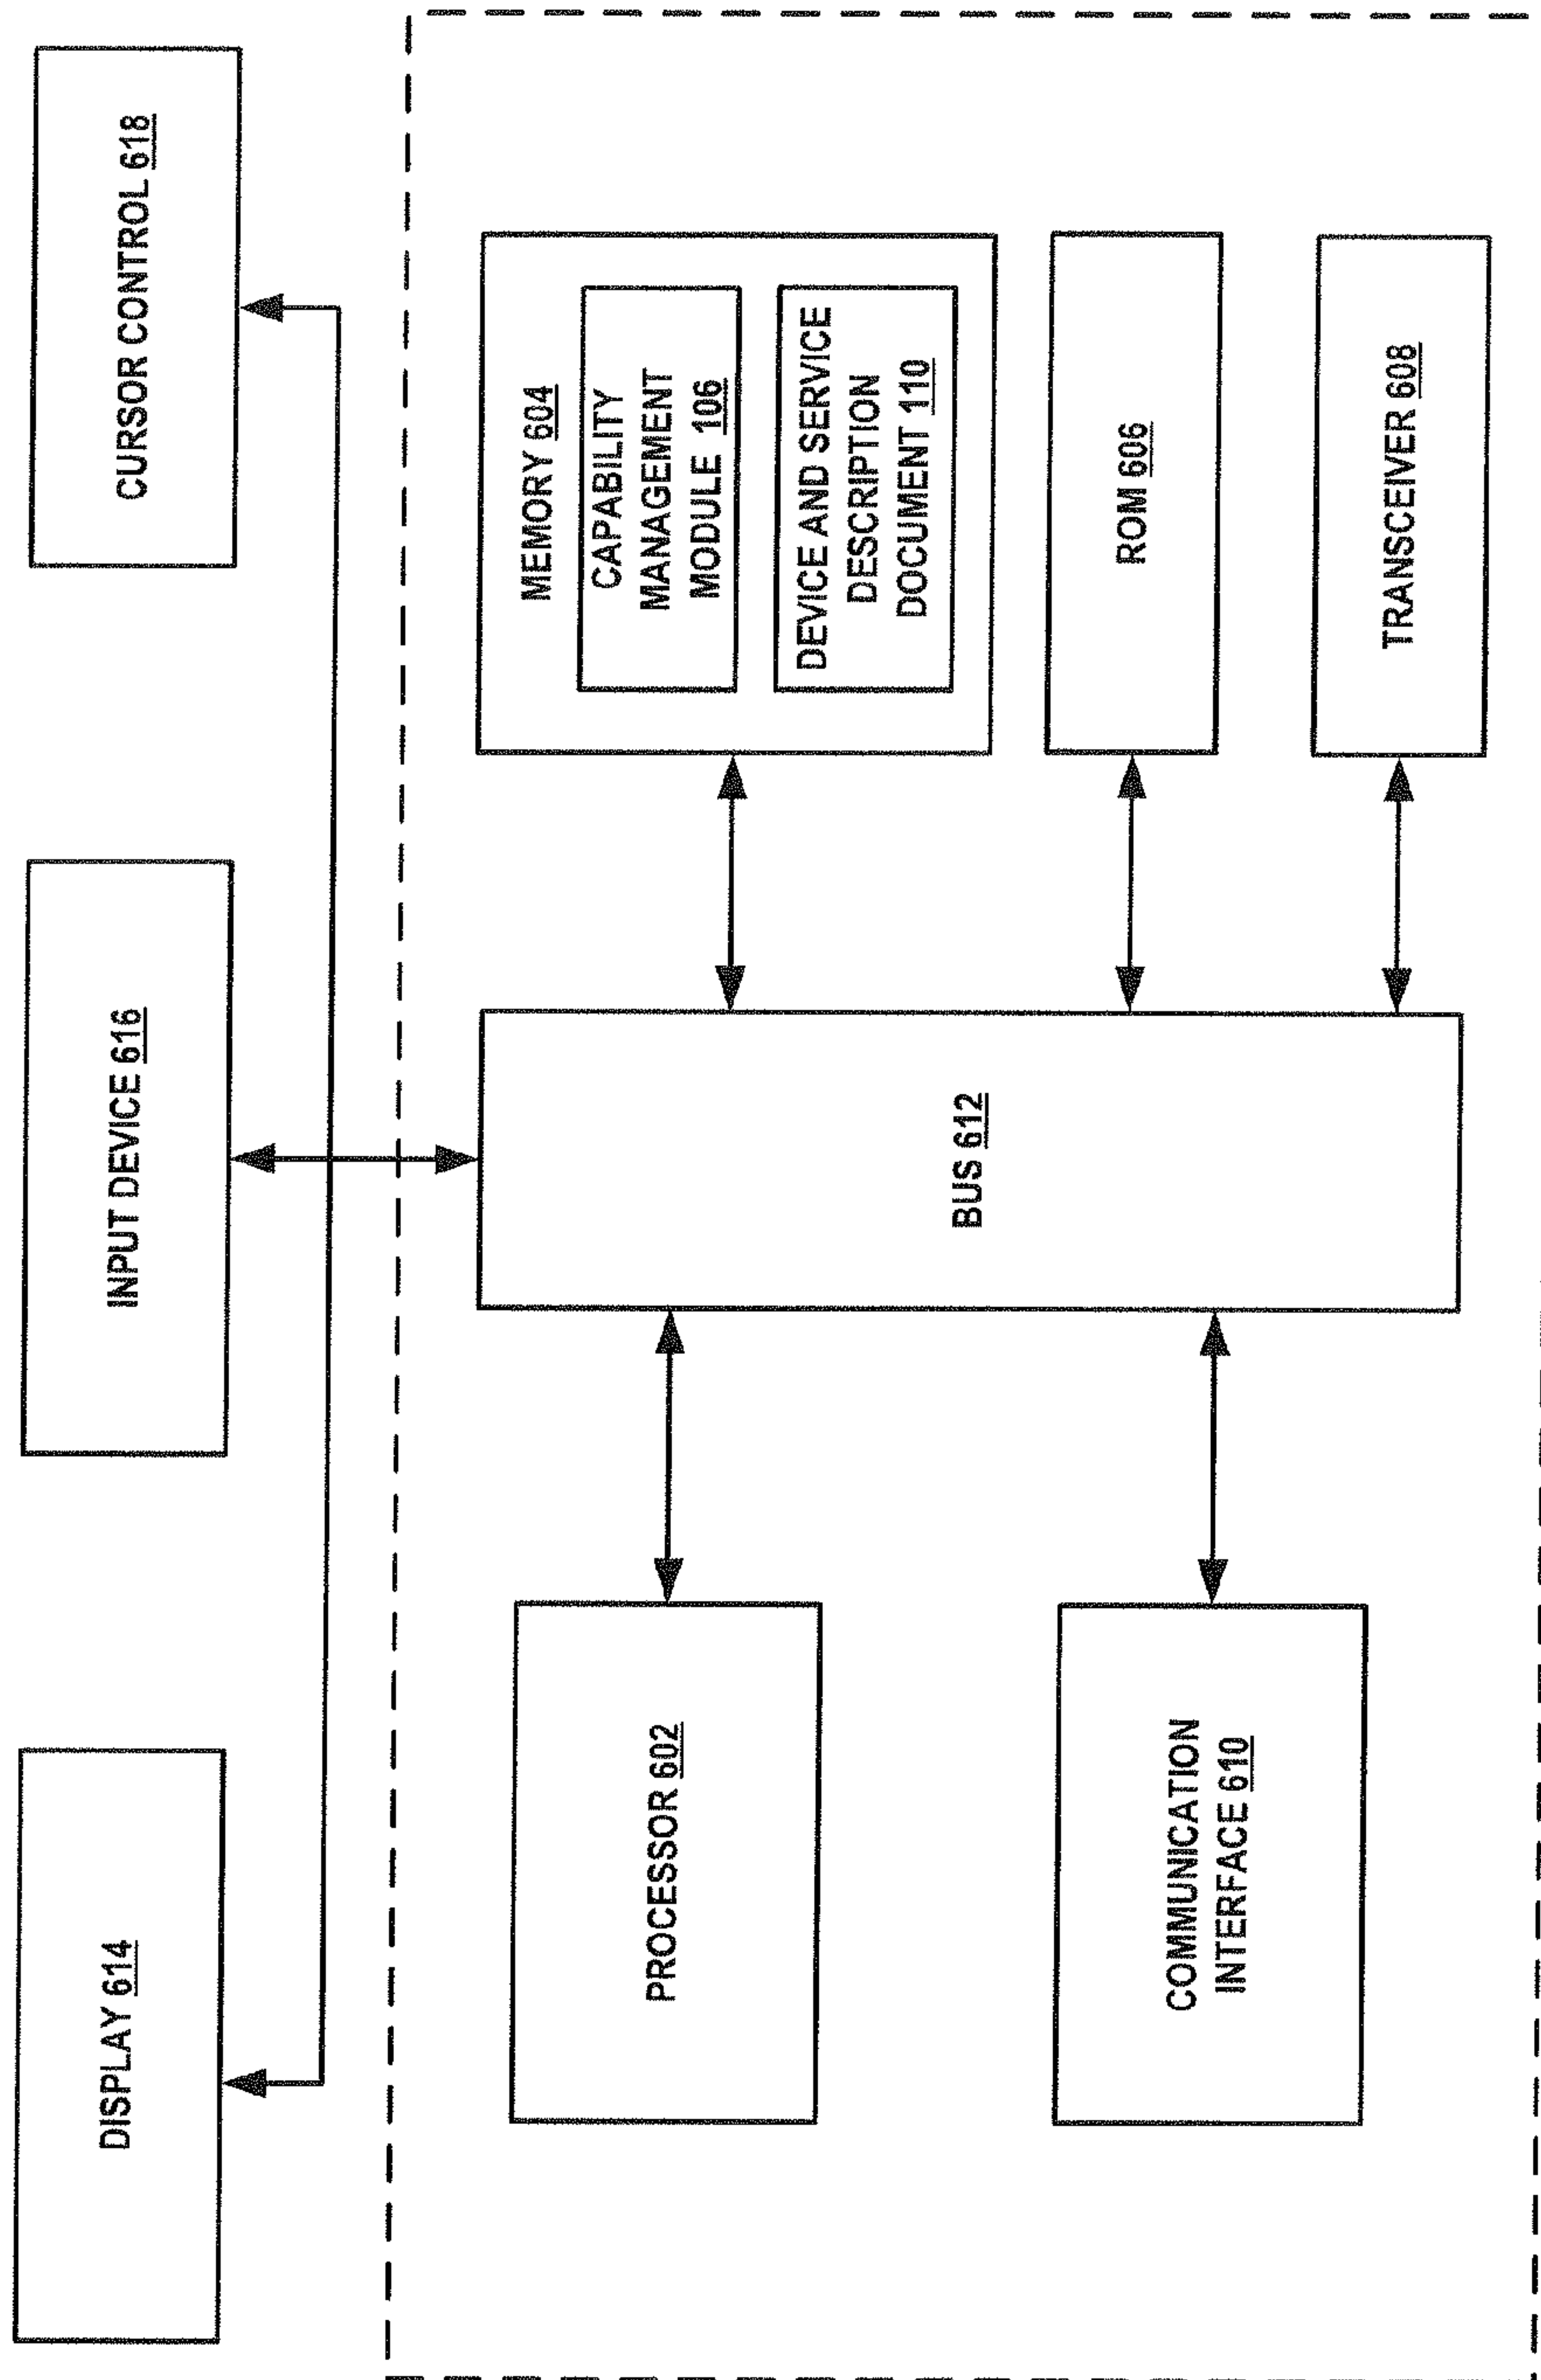 DISPLAY 614
INPUT DEVICE 616
CURSOR CONTROL 618
PROCESSOR 602
COMMUNICATION
INTERFACE 610
BUS 612
MEMORY 604
CAPABILITY
MANAGEMENT
MODULE 106
DEVICE AND SERVICE
DESCRIPTION
DOCUMENT 110
ROM 606
TRANSCEIVER 608